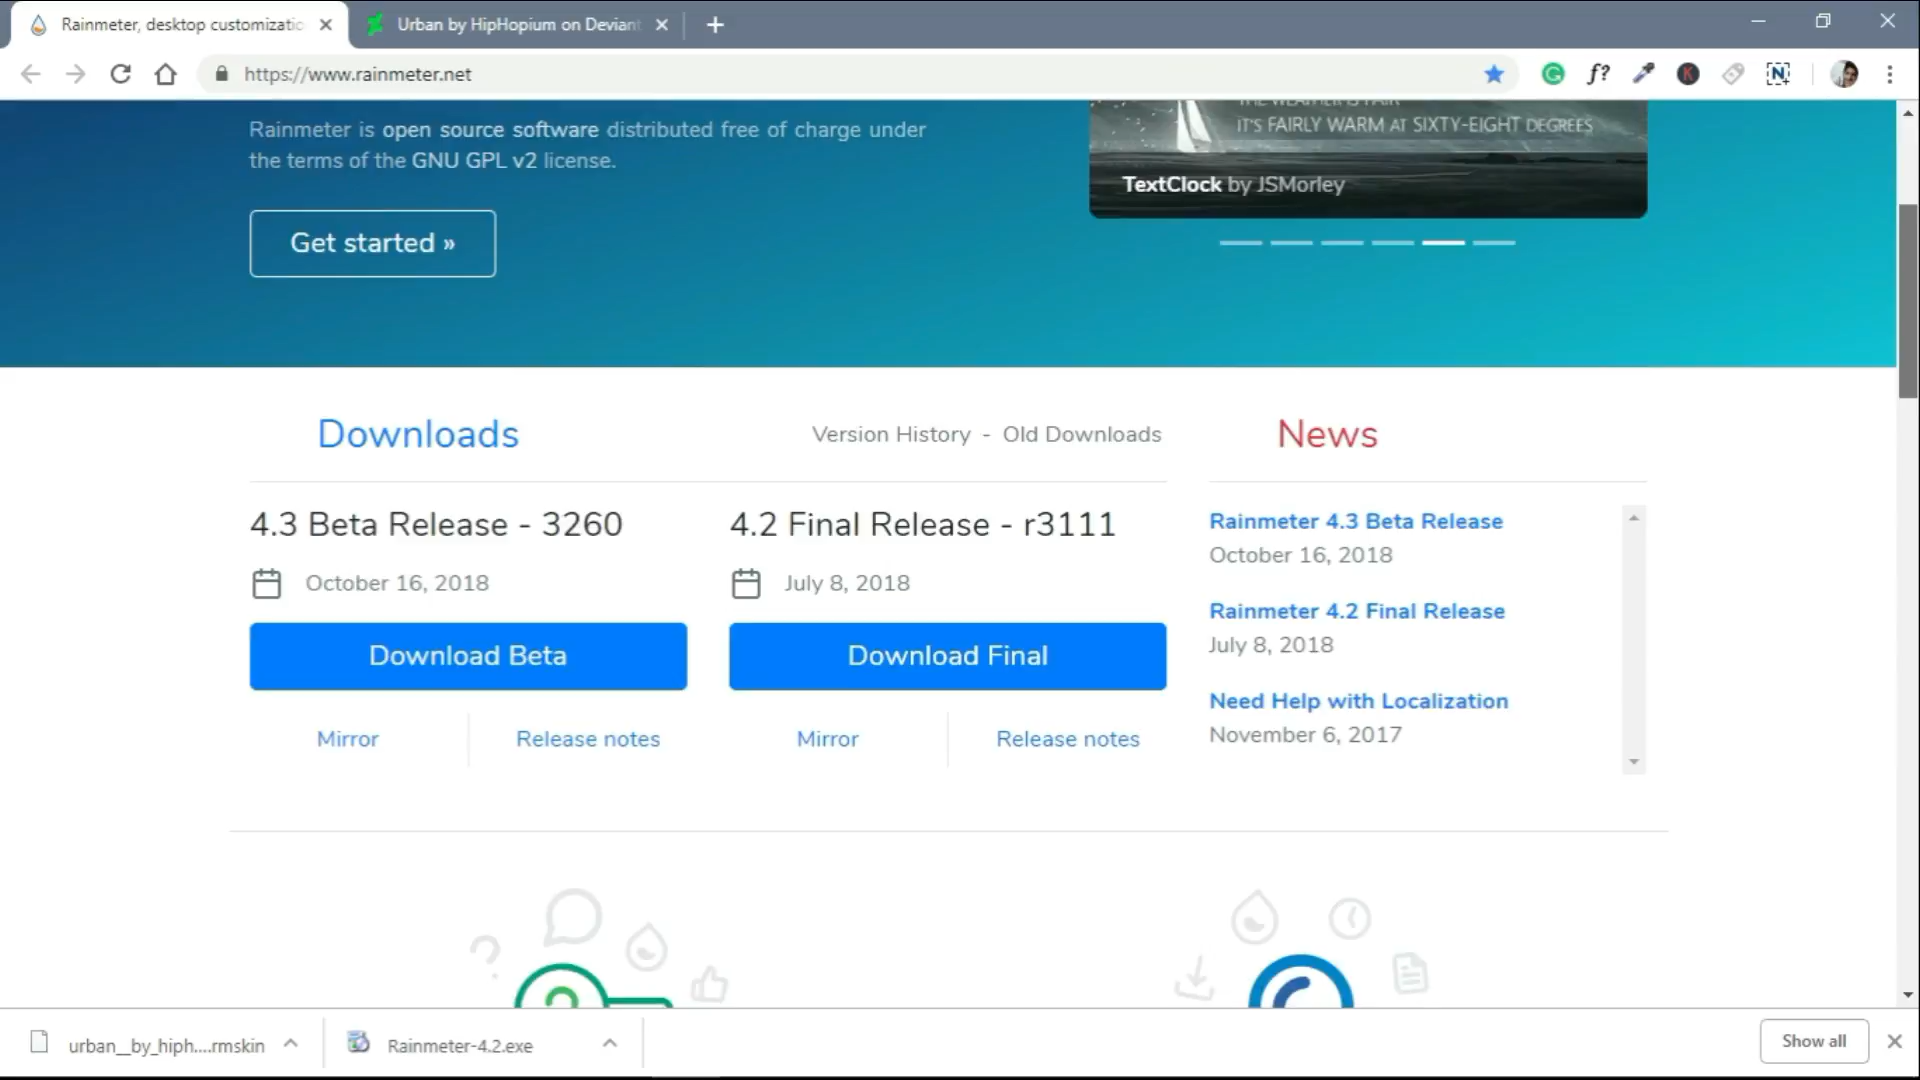 Rainmeter, desktop customizatio
Urban by HipHopium on Deviant
https://www.rainmeter.net
Rainmeter is open source software distributed free of charge under
the terms of the GNU GPL v2 license.
Get started »
IT'S FAIRLY WARM AT SIXTY-EIGHT DEGREES
TextClock by JSMorley
Downloads
Version History - Old Downloads
News
4.3 Beta Release - 3260
October 16, 2018
Download Beta
Mirror
Release notes
4.2 Final Release - r3111
July 8, 2018
Download Final
Mirror
Release notes
Rainmeter 4.3 Beta Release
October 16, 2018
Rainmeter 4.2 Final Release
July 8, 2018
Need Help with Localization
November 6, 2017
urban__by_hiph....rmskin
Rainmeter-4.2.exe
Show all